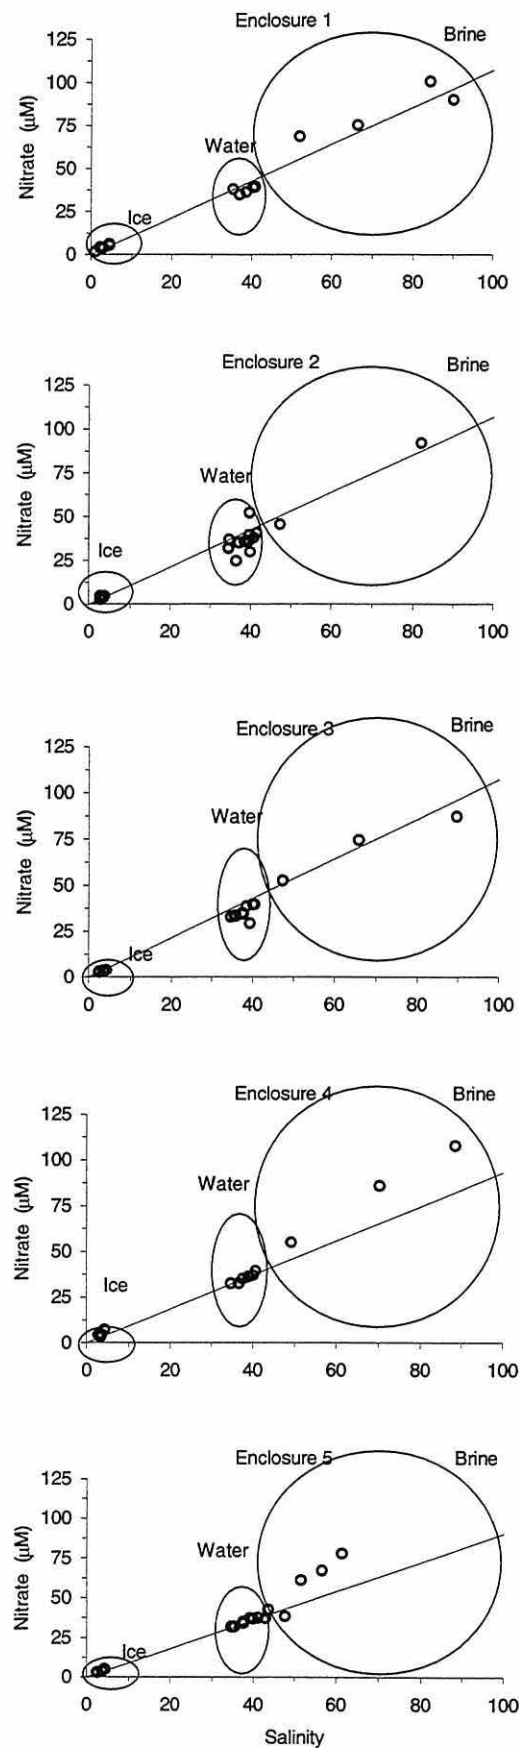 Enclosure 1
Brine
Water
Ice
Nitrate (μM)
125
100
75
50
25
0
0 20 40 60 80 100
Enclosure 2
Brine
Water
Ice
Nitrate (μM)
125
100
75
50
25
0
0 20 40 60 80 100
Enclosure 3
Brine
Water
Ice
Nitrate (μM)
125
100
75
50
25
0
0 20 40 60 80 100
Enclosure 4
Brine
Water
Ice
Nitrate (μM)
125
100
75
50
25
0
0 20 40 60 80 100
Enclosure 5
Brine
Water
Ice
Nitrate (μM)
125
100
75
50
25
0
0 20 40 60 80 100
Salinity